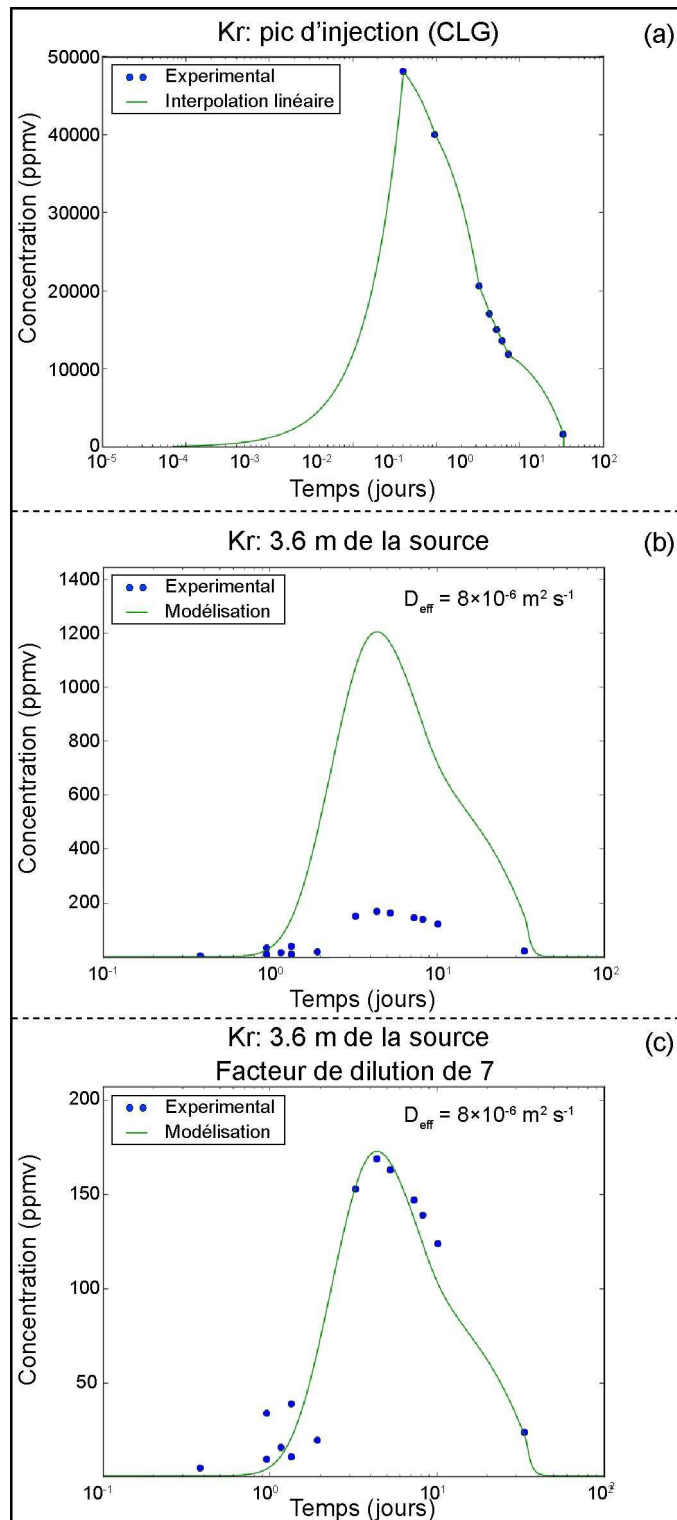 Kr: pic d'injection (CLG)
(a)
50000
40000
30000
20000
10000
0
Concentration (ppmv)
Experimental
Interpolation linéaire
10⁻⁵ 10⁻⁴ 10⁻³ 10⁻² 10⁻¹ 10⁰ 10¹ 10²
Temps (jours)
Kr: 3.6 m de la source
(b)
1400
1200
1000
800
600
400
200
Concentration (ppmv)
Experimental
Modélisation
D_eff = 8×10⁻⁶ m² s⁻¹
10⁻¹ 10⁰ 10¹ 10²
Temps (jours)
Kr: 3.6 m de la source
Facteur de dilution de 7
(c)
200
150
100
50
Concentration (ppmv)
Experimental
Modélisation
D_eff = 8×10⁻⁶ m² s⁻¹
10⁻¹ 10⁰ 10¹ 10²
Temps (jours)